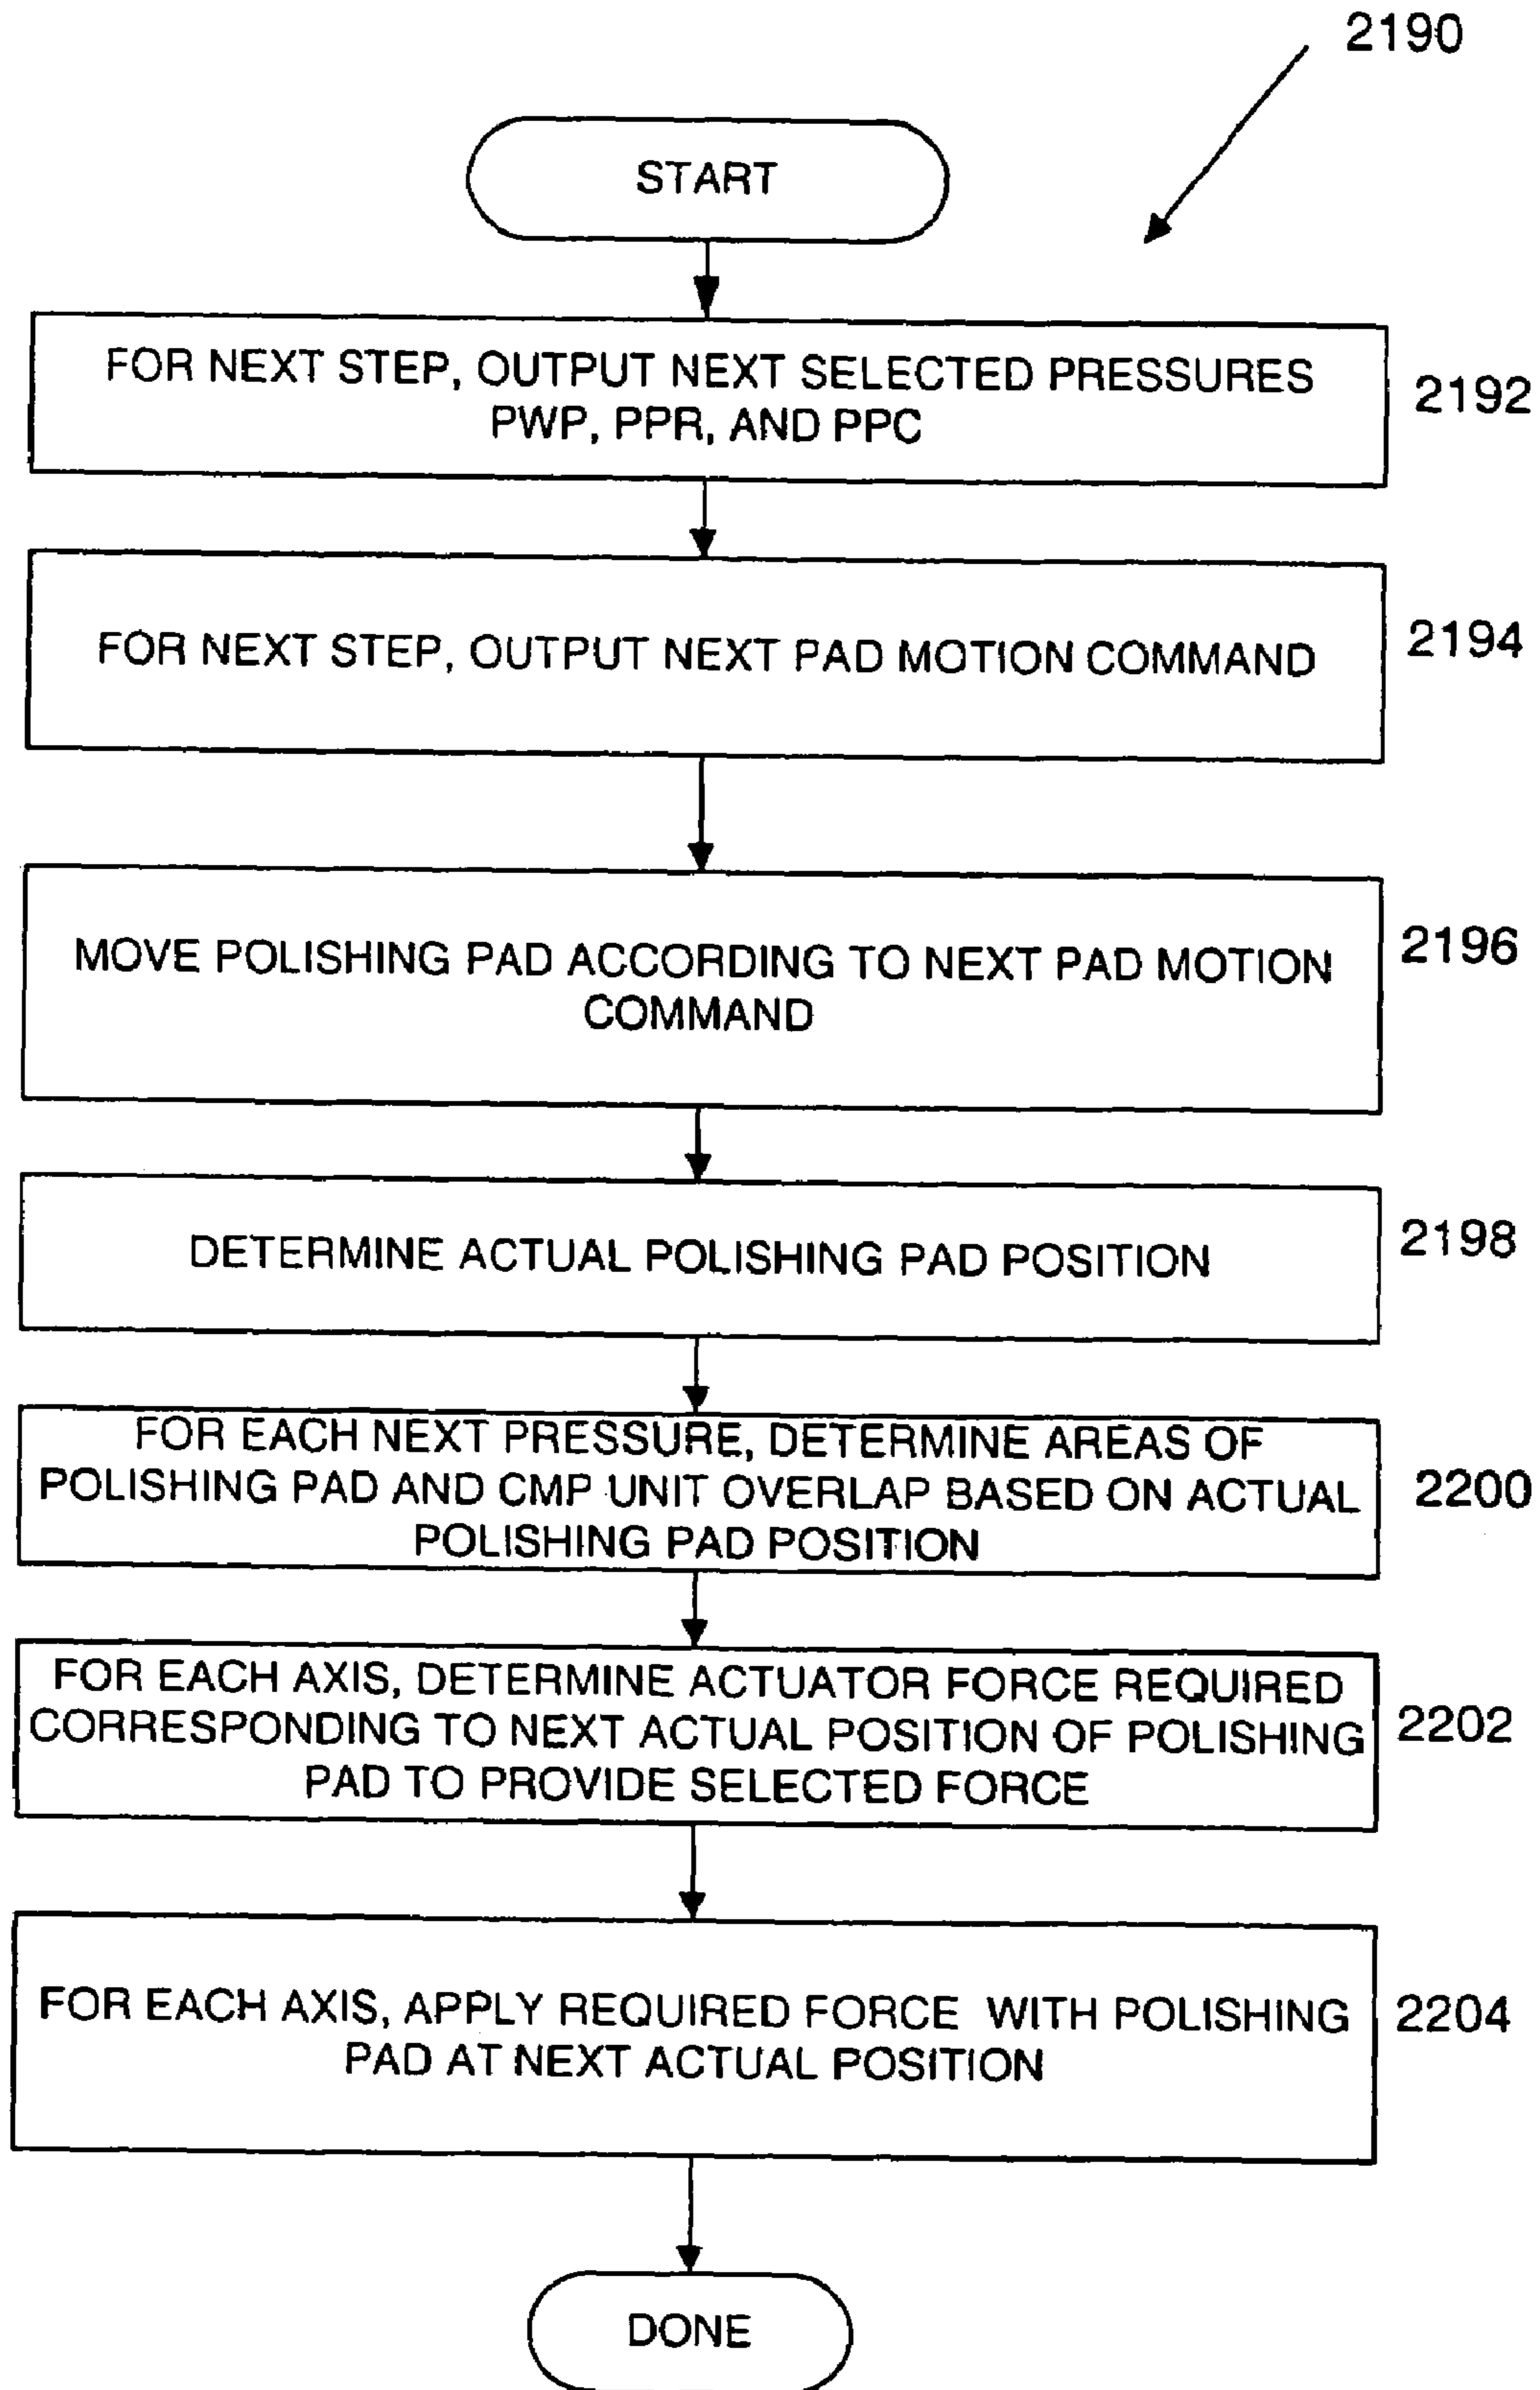 2190
START
FOR NEXT STEP, OUTPUT NEXT SELECTED PRESSURES
PWP, PPR, AND PPC
2192
FOR NEXT STEP, OUTPUT NEXT PAD MOTION COMMAND
2194
MOVE POLISHING PAD ACCORDING TO NEXT PAD MOTION
COMMAND
2196
DETERMINE ACTUAL POLISHING PAD POSITION
2198
FOR EACH NEXT PRESSURE, DETERMINE AREAS OF
POLISHING PAD AND CMP UNIT OVERLAP BASED ON ACTUAL
POLISHING PAD POSITION
2200
FOR EACH AXIS, DETERMINE ACTUATOR FORCE REQUIRED
CORRESPONDING TO NEXT ACTUAL POSITION OF POLISHING
PAD TO PROVIDE SELECTED FORCE
2202
FOR EACH AXIS, APPLY REQUIRED FORCE WITH POLISHING
PAD AT NEXT ACTUAL POSITION
2204
DONE